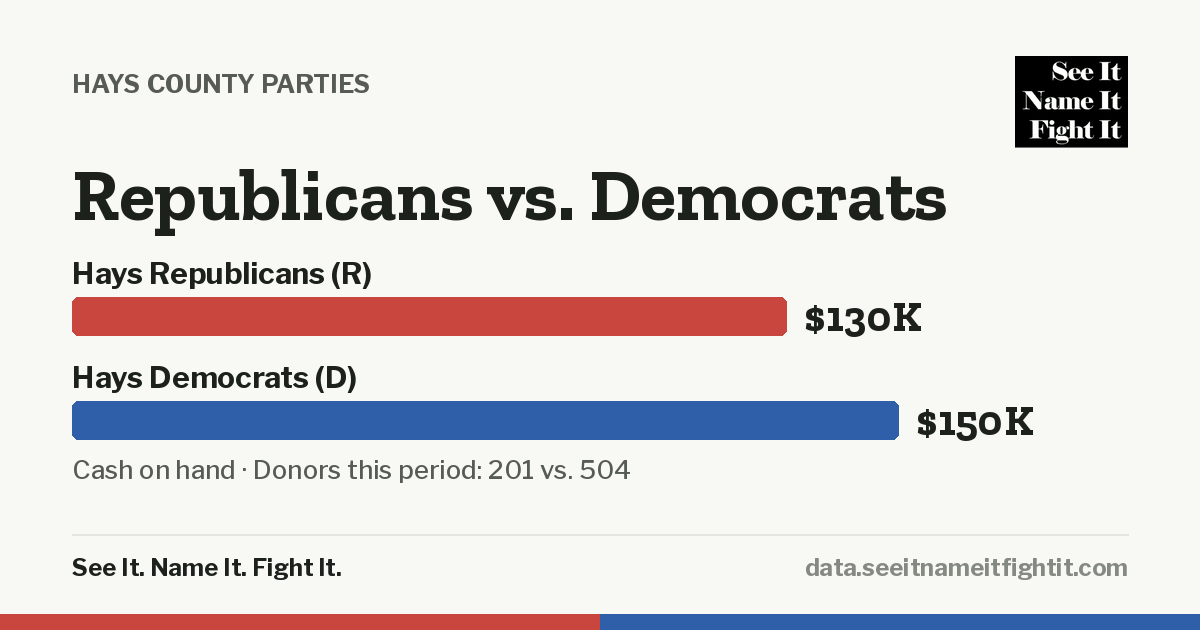 HAYS COUNTY PARTIES
See It
Name It
Fight It
Republicans vs. Democrats
Hays Republicans (R)
$130K
Hays Democrats (D)
$150K
Cash on hand · Donors this period: 201 vs. 504
See It. Name It. Fight It.
data.seeitnameitfightit.com